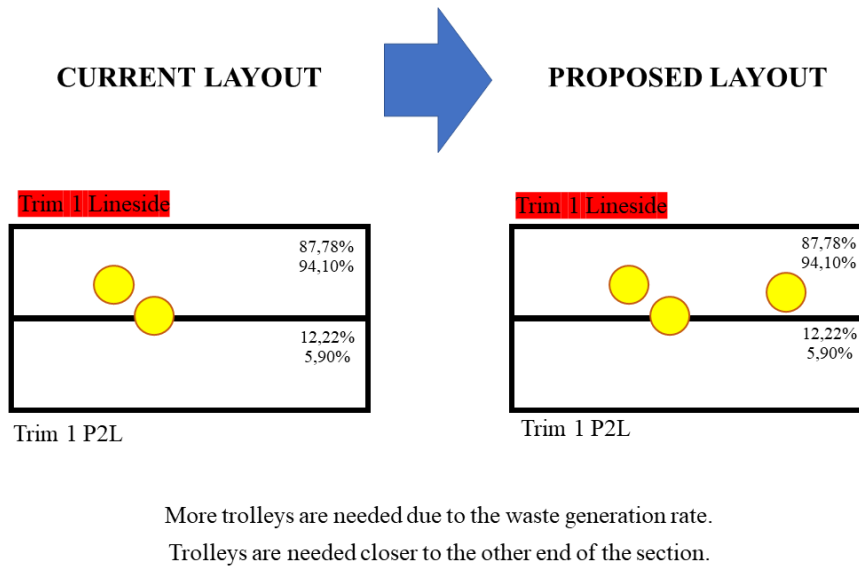 CURRENT LAYOUT
PROPOSED LAYOUT
Trim 1 Lineside
87,78%
94,10%
12,22%
5,90%
Trim 1 P2L
Trim 1 Lineside
87,78%
94,10%
12,22%
5,90%
Trim 1 P2L
More trolleys are needed due to the waste generation rate.
Trolleys are needed closer to the other end of the section.